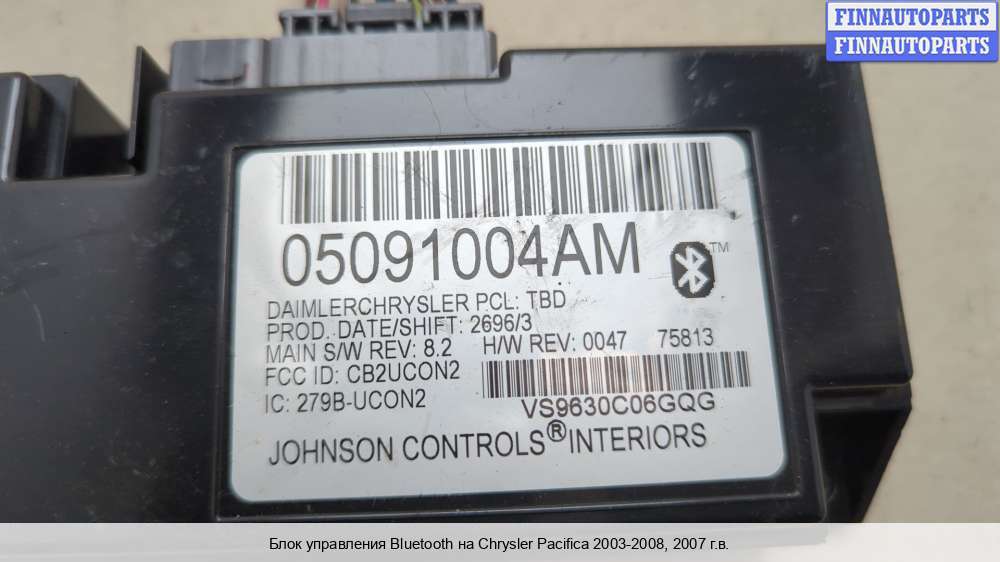 FINNAUTOPARTS
FINNAUTOPARTS
05091004AM
TM
DAIMLERCHRYSLER PCL: TBD
PROD. DATE/SHIFT: 2696/3
MAIN S/W REV: 8.2 H/W REV: 0047 75813
FCC ID: CB2UCON2
IC: 279B-UCON2 VS9630C06GQG
JOHNSON CONTROLS® INTERIORS
Блок управления Bluetooth на Chrysler Pacifica 2003-2008, 2007 г.в.